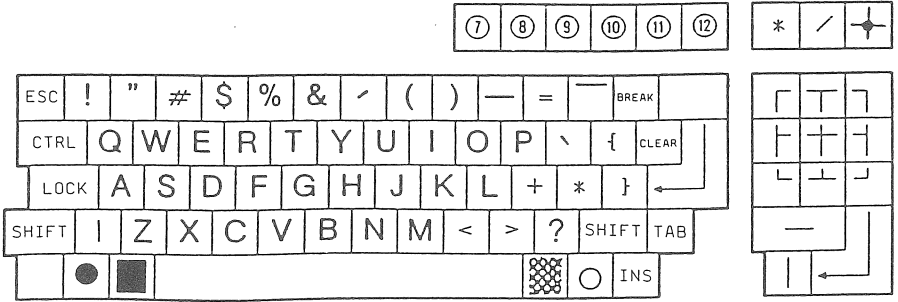 ⑦ ⑧ ⑨ ⑩ ⑪ ⑫ * /
ESC ! " # $ % & ´ ( ) — = ‾ BREAK
CTRL Q W E R T Y U I O P ` { CLEAR
LOCK A S D F G H J K L + * }
SHIFT | Z X C V B N M < > ? SHIFT TAB
INS